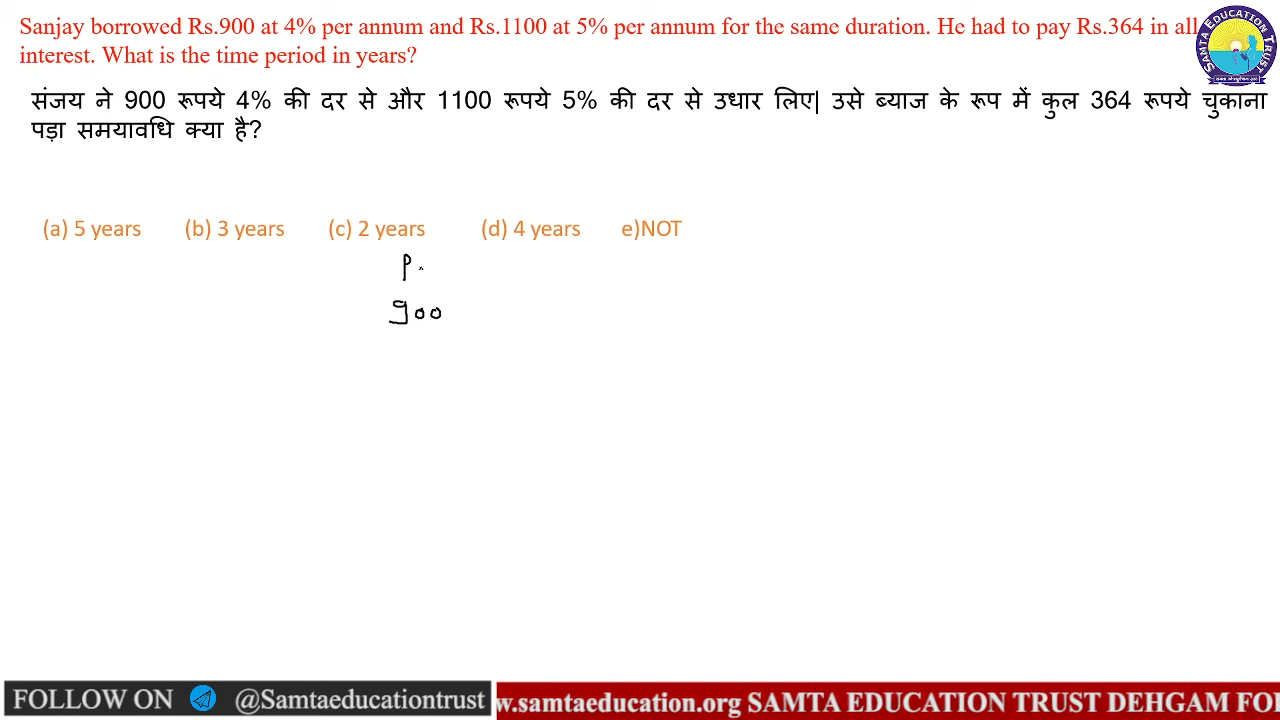 Sanjay borrowed Rs.900 at 4% per annum and Rs.1100 at 5% per annum for the same duration. He had to pay Rs.364 in all
interest. What is the time period in years?
SAMTA EDUCATION TRUST
संजय ने 900 रूपये 4% की दर से और 1100 रूपये 5% की दर से उधार लिए| उसे ब्याज के रूप में कुल 364 रूपये चुकाना
पड़ा समयावधि क्या है?
(a) 5 years (b) 3 years (c) 2 years (d) 4 years e)NOT
P.
900
FOLLOW ON @Samtaeducationtrust w.samtaeducation.org SAMTA EDUCATION TRUST DEHGAM FO